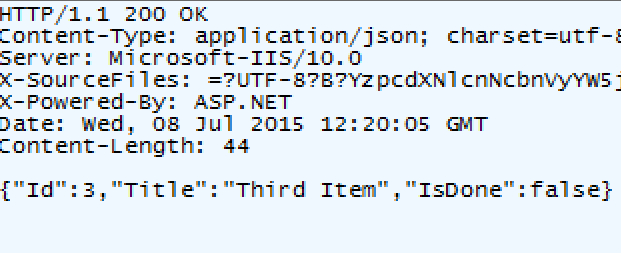 HTTP/1.1 200 OK
Content-Type: application/json; charset=utf-8
Server: Microsoft-IIS/10.0
X-SourceFiles: =?UTF-8?B?YzpcdXNlcnNcbnVyYW5j
X-Powered-By: ASP.NET
Date: Wed, 08 Jul 2015 12:20:05 GMT
Content-Length: 44
{"Id":3,"Title":"Third Item","IsDone":false}